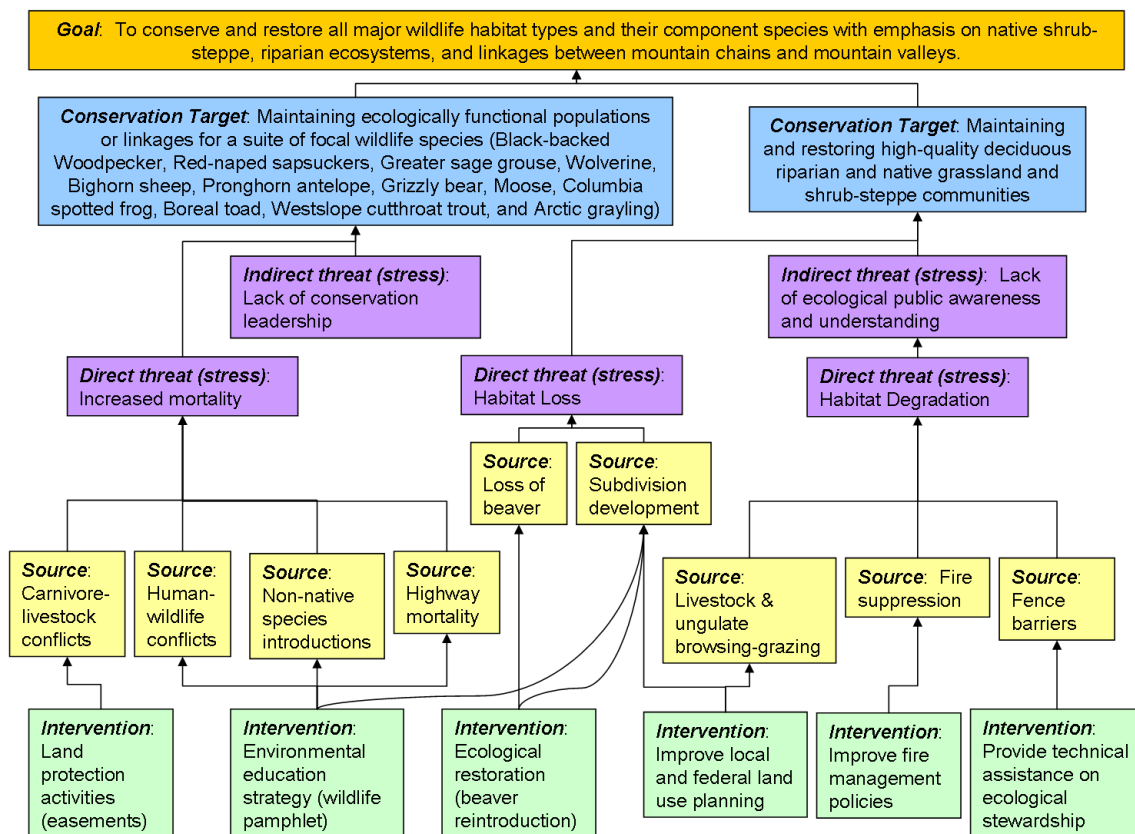 Goal: To conserve and restore all major wildlife habitat types and their component species with emphasis on native shrub-
steppe, riparian ecosystems, and linkages between mountain chains and mountain valleys.
Conservation Target: Maintaining ecologically functional populations
or linkages for a suite of focal wildlife species (Black-backed
Woodpecker, Red-naped sapsuckers, Greater sage grouse, Wolverine,
Bighorn sheep, Pronghorn antelope, Grizzly bear, Moose, Columbia
spotted frog, Boreal toad, Westslope cutthroat trout, and Arctic grayling)
Conservation Target: Maintaining
and restoring high-quality deciduous
riparian and native grassland and
shrub-steppe communities
Indirect threat (stress):
Lack of conservation
leadership
Indirect threat (stress): Lack
of ecological public awareness
and understanding
Direct threat (stress):
Increased mortality
Direct threat (stress):
Habitat Loss
Direct threat (stress):
Habitat Degradation
Source:
Loss of
beaver
Source:
Subdivision
development
Source:
Carnivore-
livestock
conflicts
Source:
Human-
wildlife
conflicts
Source:
Non-native
species
introductions
Source:
Highway
mortality
Source:
Livestock &
ungulate
browsing-grazing
Source: Fire
suppression
Source:
Fence
barriers
Intervention:
Land
protection
activities
(easements)
Intervention:
Environmental
education
strategy (wildlife
pamphlet)
Intervention:
Ecological
restoration
(beaver
reintroduction)
Intervention:
Improve local
and federal land
use planning
Intervention:
Improve fire
management
policies
Intervention:
Provide technical
assistance on
ecological
stewardship